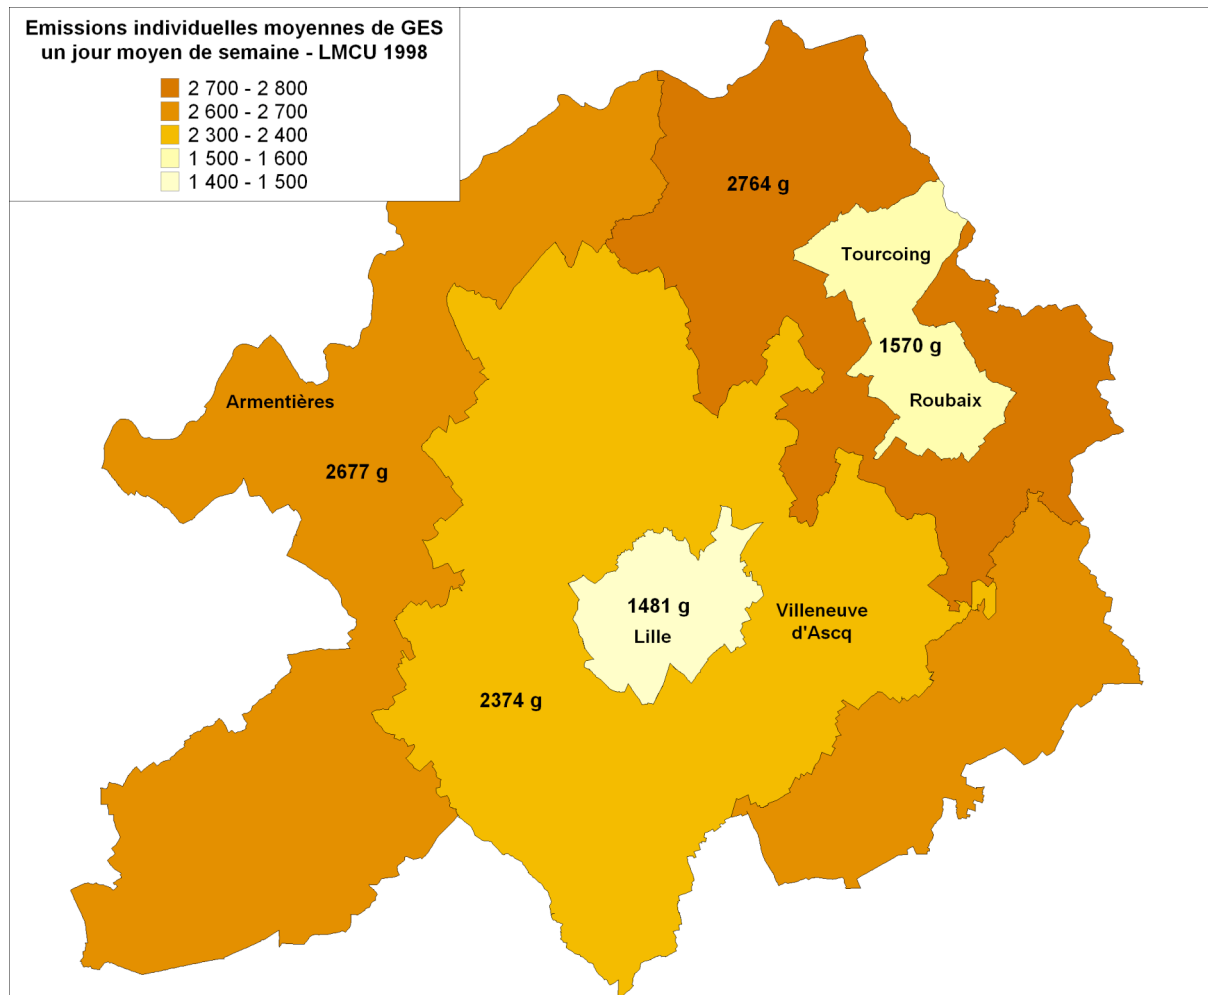 Emissions individuelles moyennes de GES
un jour moyen de semaine - LMCU 1998
2 700 - 2 800
2 600 - 2 700
2 300 - 2 400
1 500 - 1 600
1 400 - 1 500
2764 g
Tourcoing
1570 g
Roubaix
Armentières
2677 g
1481 g
Lille
Villeneuve
d'Ascq
2374 g